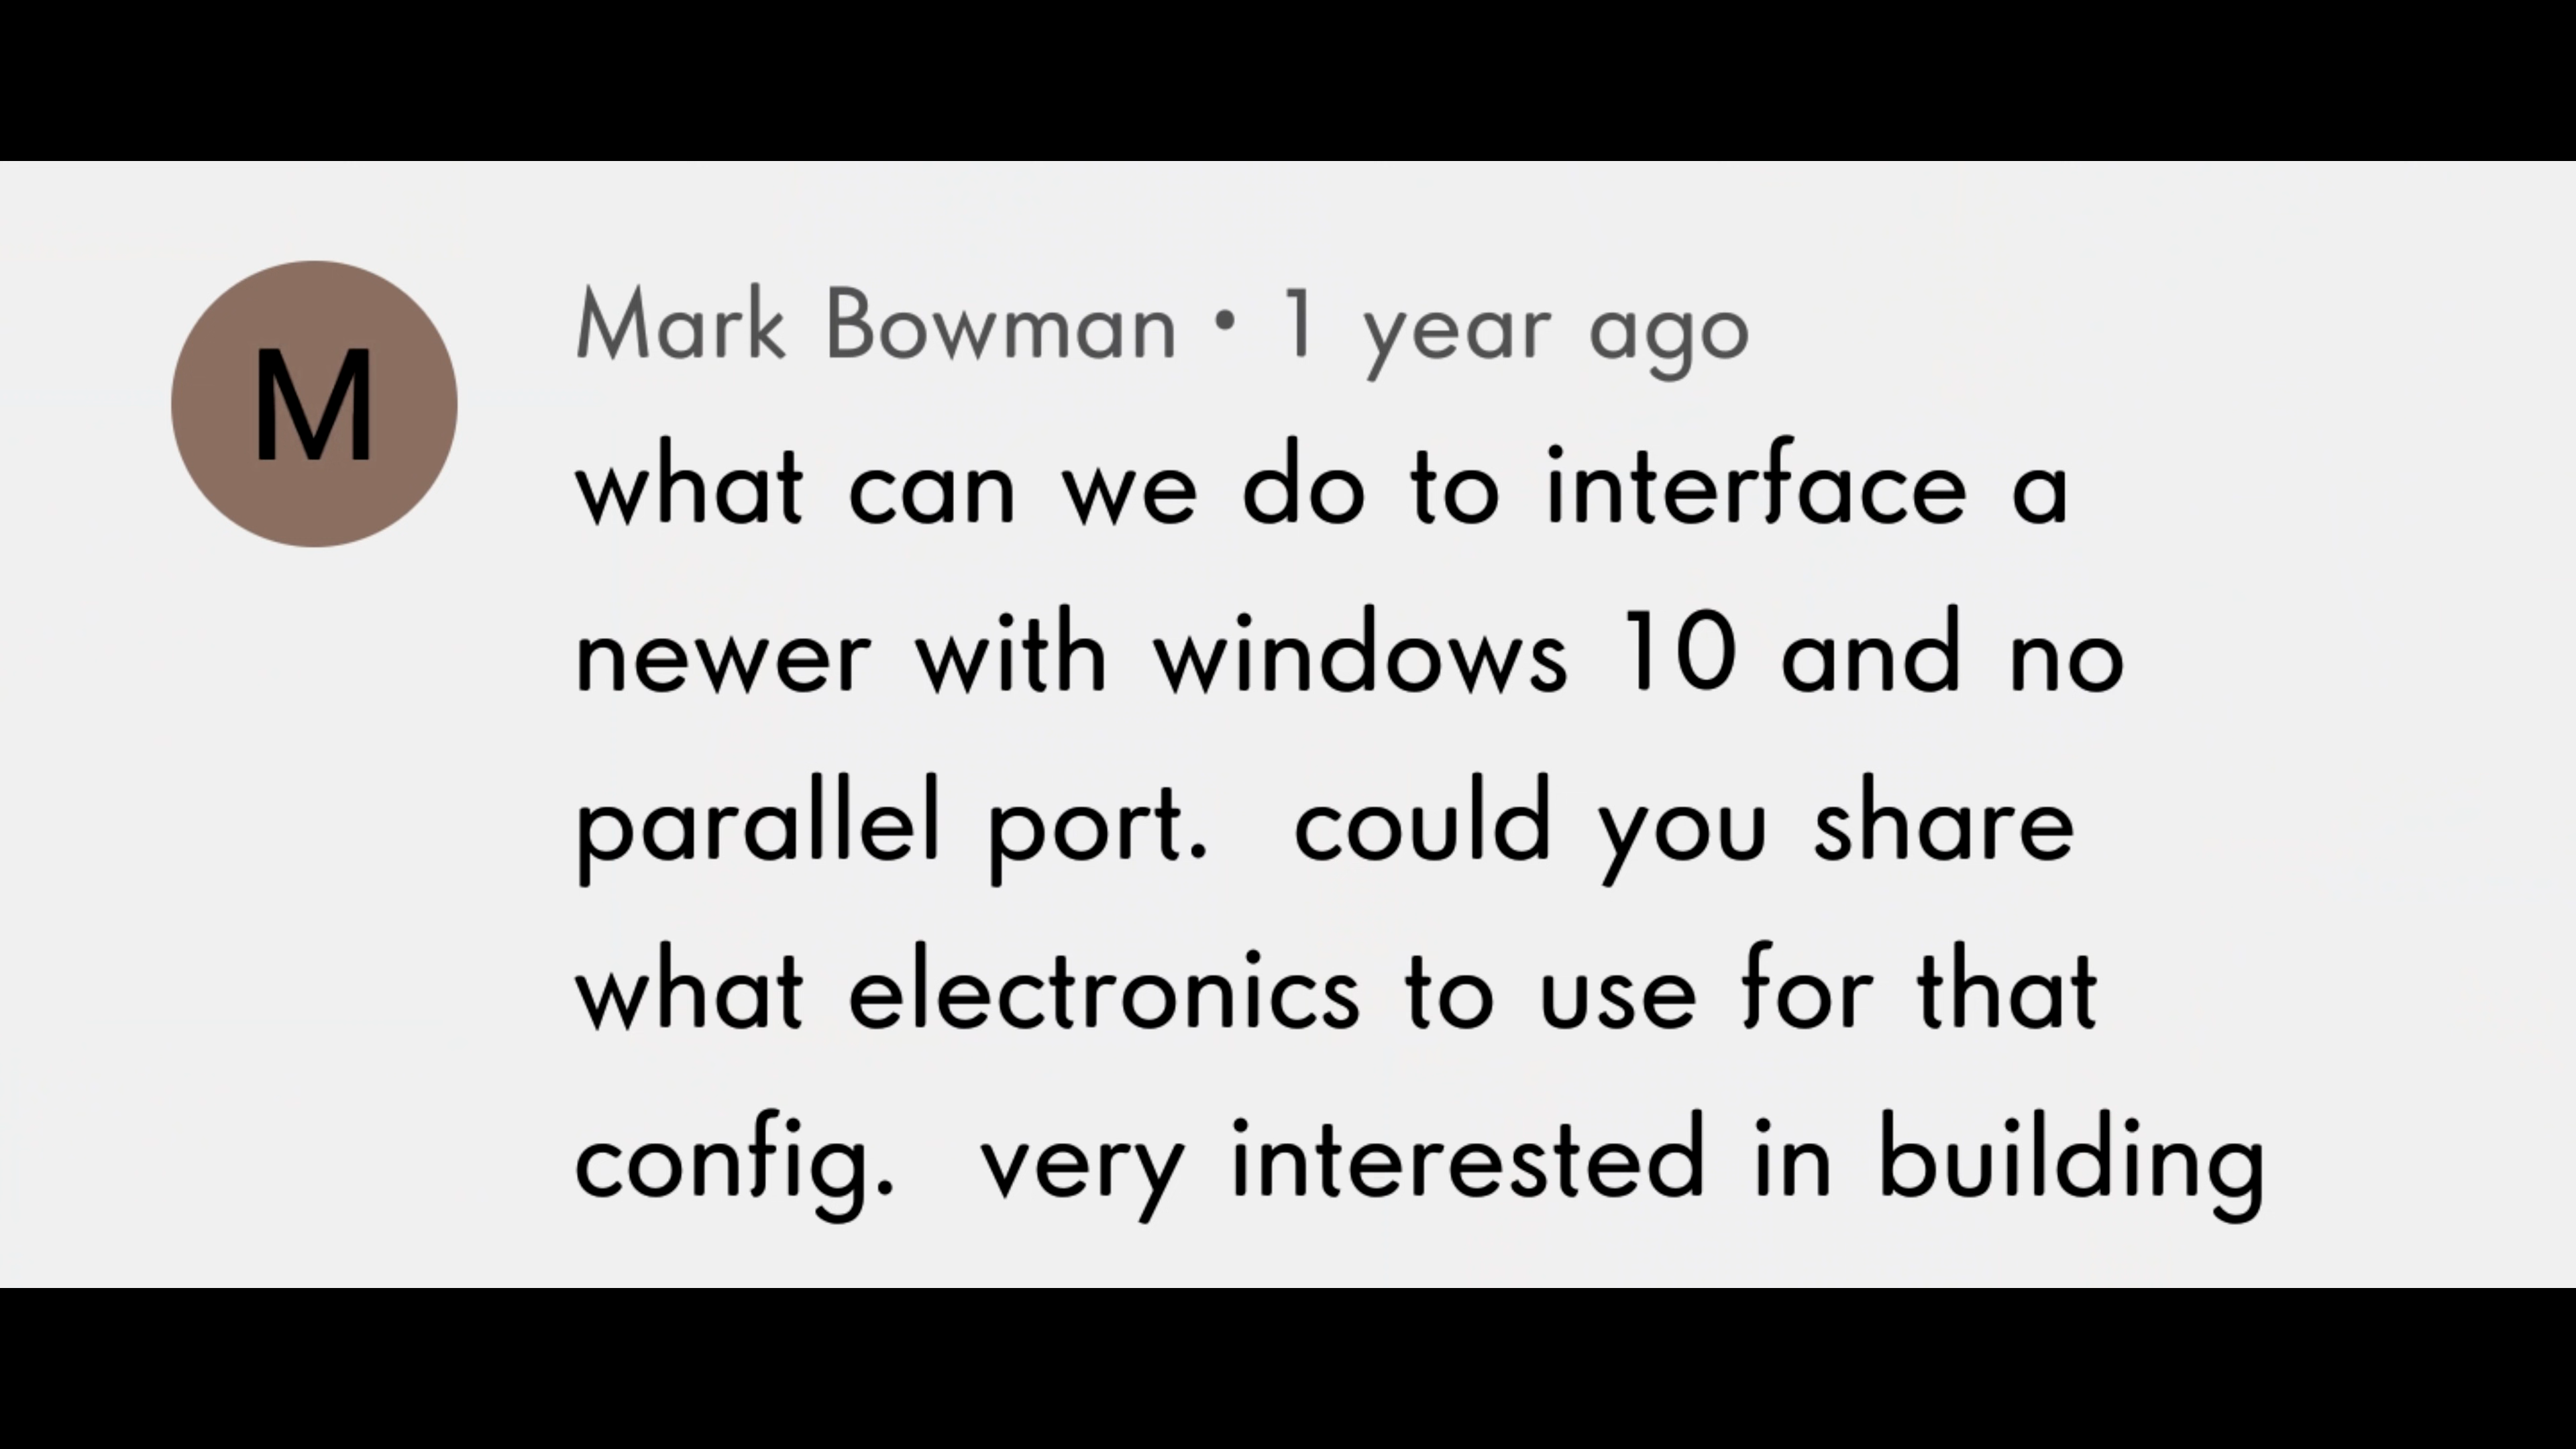 M
Mark Bowman • 1 year ago
what can we do to interface a
newer with windows 10 and no
parallel port.  could you share
what electronics to use for that
config.  very interested in building